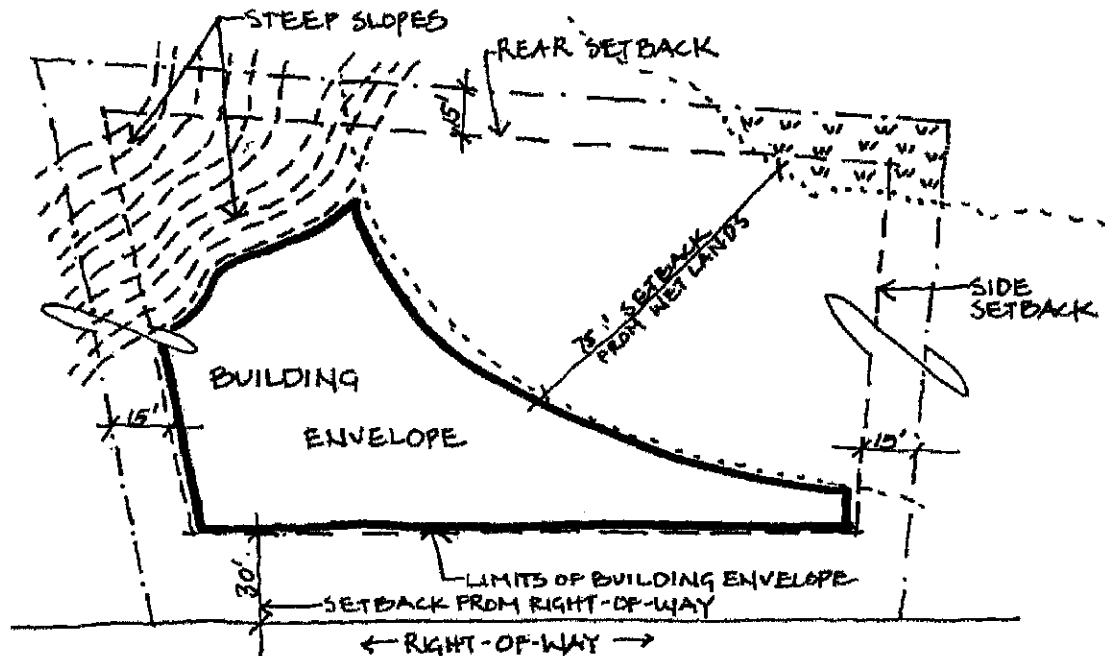 STEEP SLOPES
REAR SETBACK
15'
75' SETBACK
FROM WETLANDS
SIDE
SETBACK
BUILDING
ENVELOPE
15'
15'
30'
LIMITS OF BUILDING ENVELOPE
SETBACK FROM RIGHT-OF-WAY
RIGHT-OF-WAY